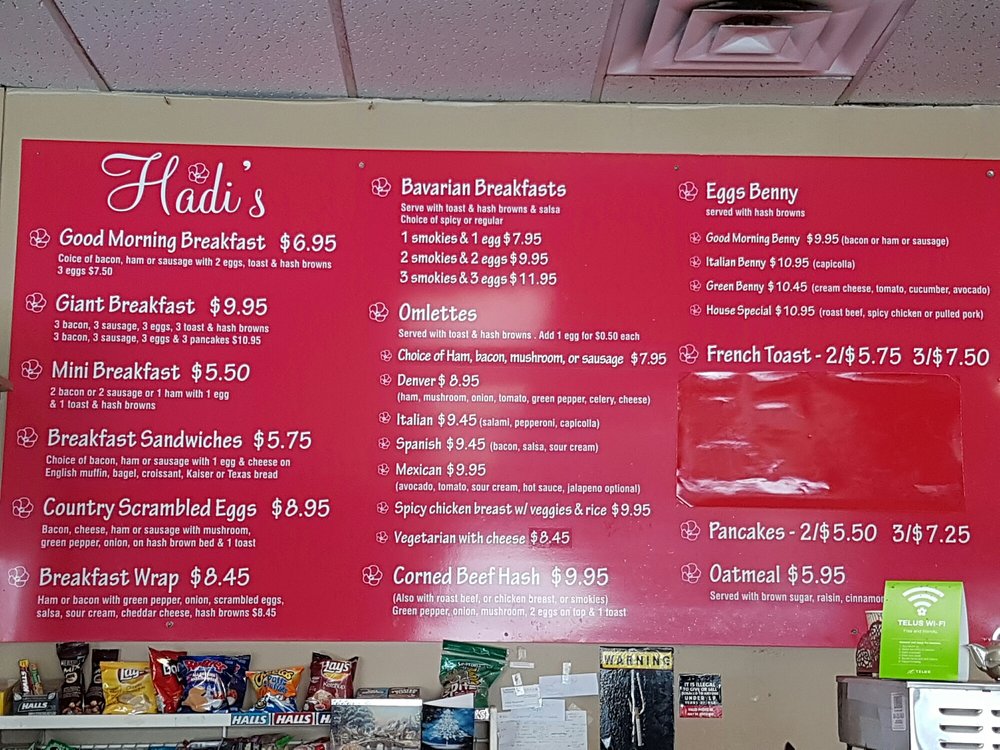 Hadi's
Good Morning Breakfast $6.95
Coice of bacon, ham or sausage with 2 eggs, toast & hash browns
3 eggs $7.50
Giant Breakfast $9.95
3 bacon, 3 sausage, 3 eggs, 3 toast & hash browns
3 bacon, 3 sausage, 3 eggs & 3 pancakes $10.95
Mini Breakfast $5.50
2 bacon or 2 sausage or 1 ham with 1 egg
& 1 toast & hash browns
Breakfast Sandwiches $5.75
Choice of bacon, ham or sausage with 1 egg & cheese on
English muffin, bagel, croissant, Kaiser or Texas bread
Country Scrambled Eggs $8.95
Bacon, cheese, ham or sausage with mushroom,
green pepper, onion, on hash brown bed & 1 toast
Breakfast Wrap $8.45
Ham or bacon with green pepper, onion, scrambled eggs,
salsa, sour cream, cheddar cheese, hash browns $8.45
Bavarian Breakfasts
Serve with toast & hash browns & salsa
Choice of spicy or regular
1 smokies & 1 egg $7.95
2 smokies & 2 eggs $9.95
3 smokies & 3 eggs $11.95
Omlettes
Served with toast & hash browns . Add 1 egg for $0.50 each
Choice of Ham, bacon, mushroom, or sausage $7.95
Denver $ 8.95
(ham, mushroom, onion, tomato, green pepper, celery, cheese)
Italian $9.45 (salami, pepperoni, capicolla)
Spanish $9.45 (bacon, salsa, sour cream)
Mexican $9.95
(avocado, tomato, sour cream, hot sauce, jalapeno optional)
Spicy chicken breast w/ veggies & rice $9.95
Vegetarian with cheese $8.45
Corned Beef Hash $9.95
(Also with roast beef, or chicken breast, or smokies)
Green pepper, onion, mushroom, 2 eggs on top & 1 toast
Eggs Benny
served with hash browns
Good Morning Benny $9.95 (bacon or ham or sausage)
Italian Benny $10.95 (capicolla)
Green Benny $10.45 (cream cheese, tomato, cucumber, avocado)
House Special $10.95 (roast beef, spicy chicken or pulled pork)
French Toast - 2/$5.75 3/$7.50
Pancakes - 2/$5.50 3/$7.25
Oatmeal $5.95
Served with brown sugar, raisin, cinnamon
TELUS WI-FI
TELUS
Lay's
Ruffles
Cheetos
Lay's
HALLS
HALLS HALLS H
WARNING
IT IS ILLEGAL